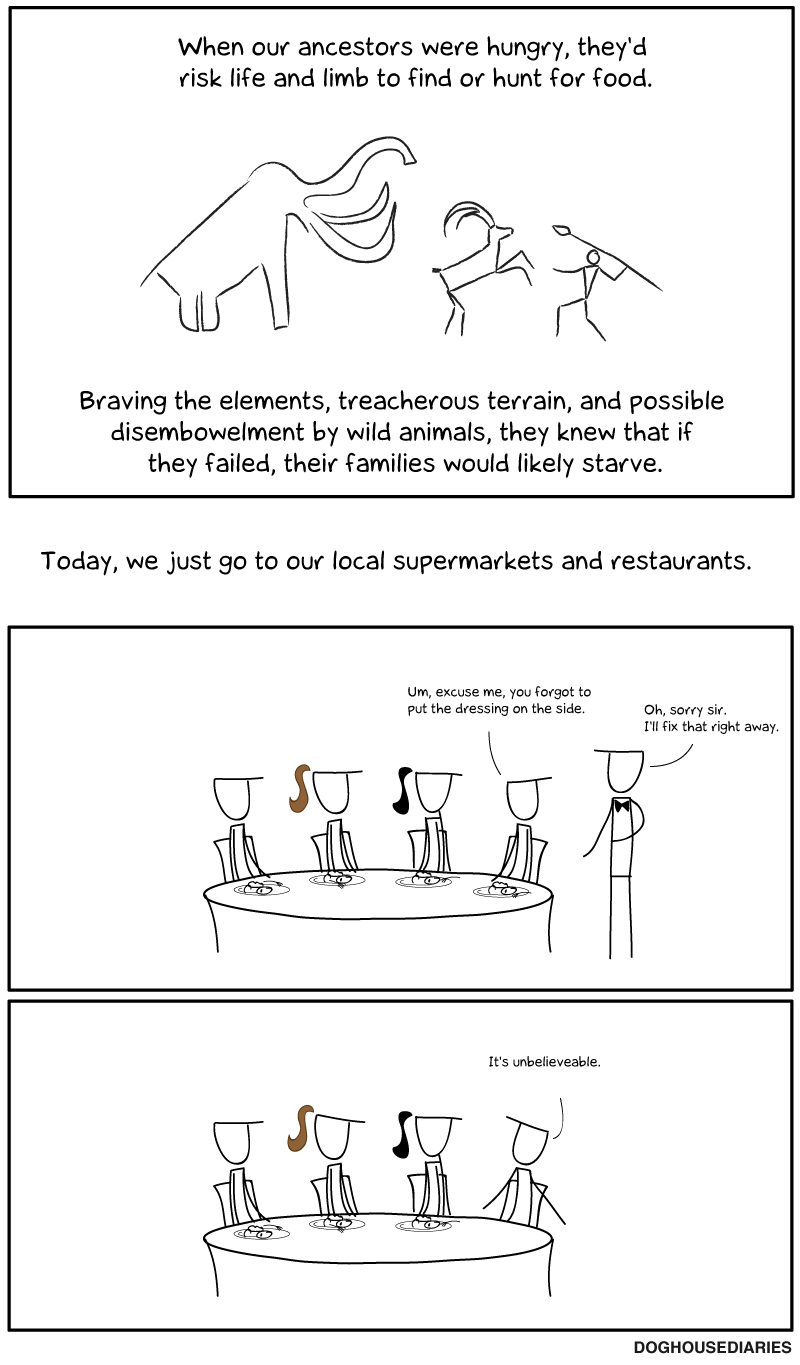 When our ancestors were hungry, they'd
risk life and limb to find or hunt for food.
Braving the elements, treacherous terrain, and possible
disembowelment by wild animals, they knew that if
they failed, their families would likely starve.
Today, we just go to our local supermarkets and restaurants.
Um, excuse me, you forgot to
put the dressing on the side.
Oh, sorry sir.
I'll fix that right away.
It's unbelieveable.
DOGHOUSEDIARIES